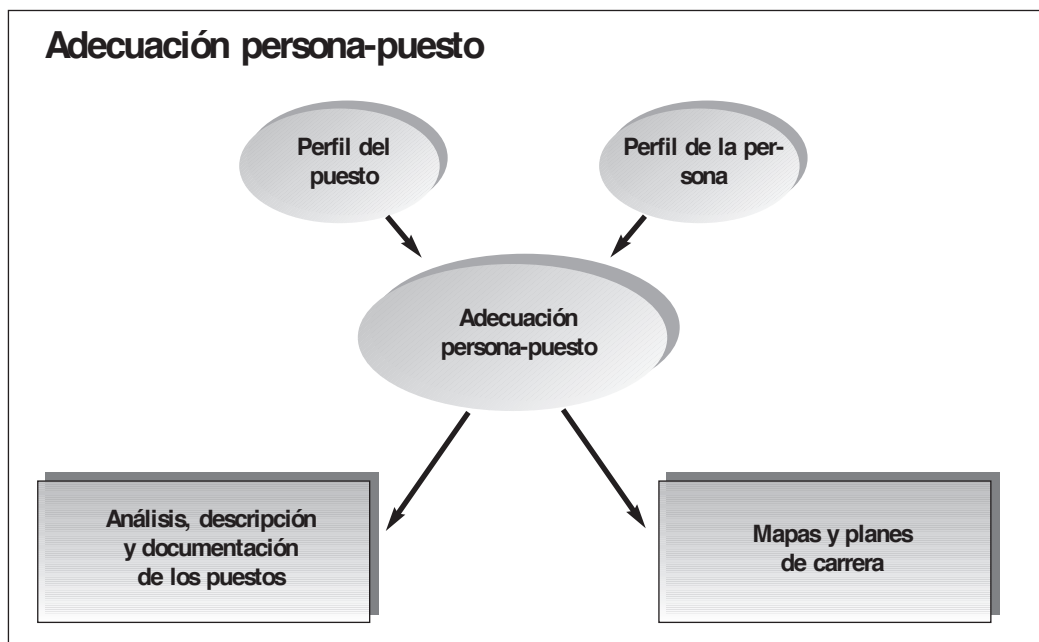 Adecuación persona-puesto
Perfil del
puesto
Perfil de la per-
sona
Adecuación
persona-puesto
Análisis, descripción
y documentación
de los puestos
Mapas y planes
de carrera